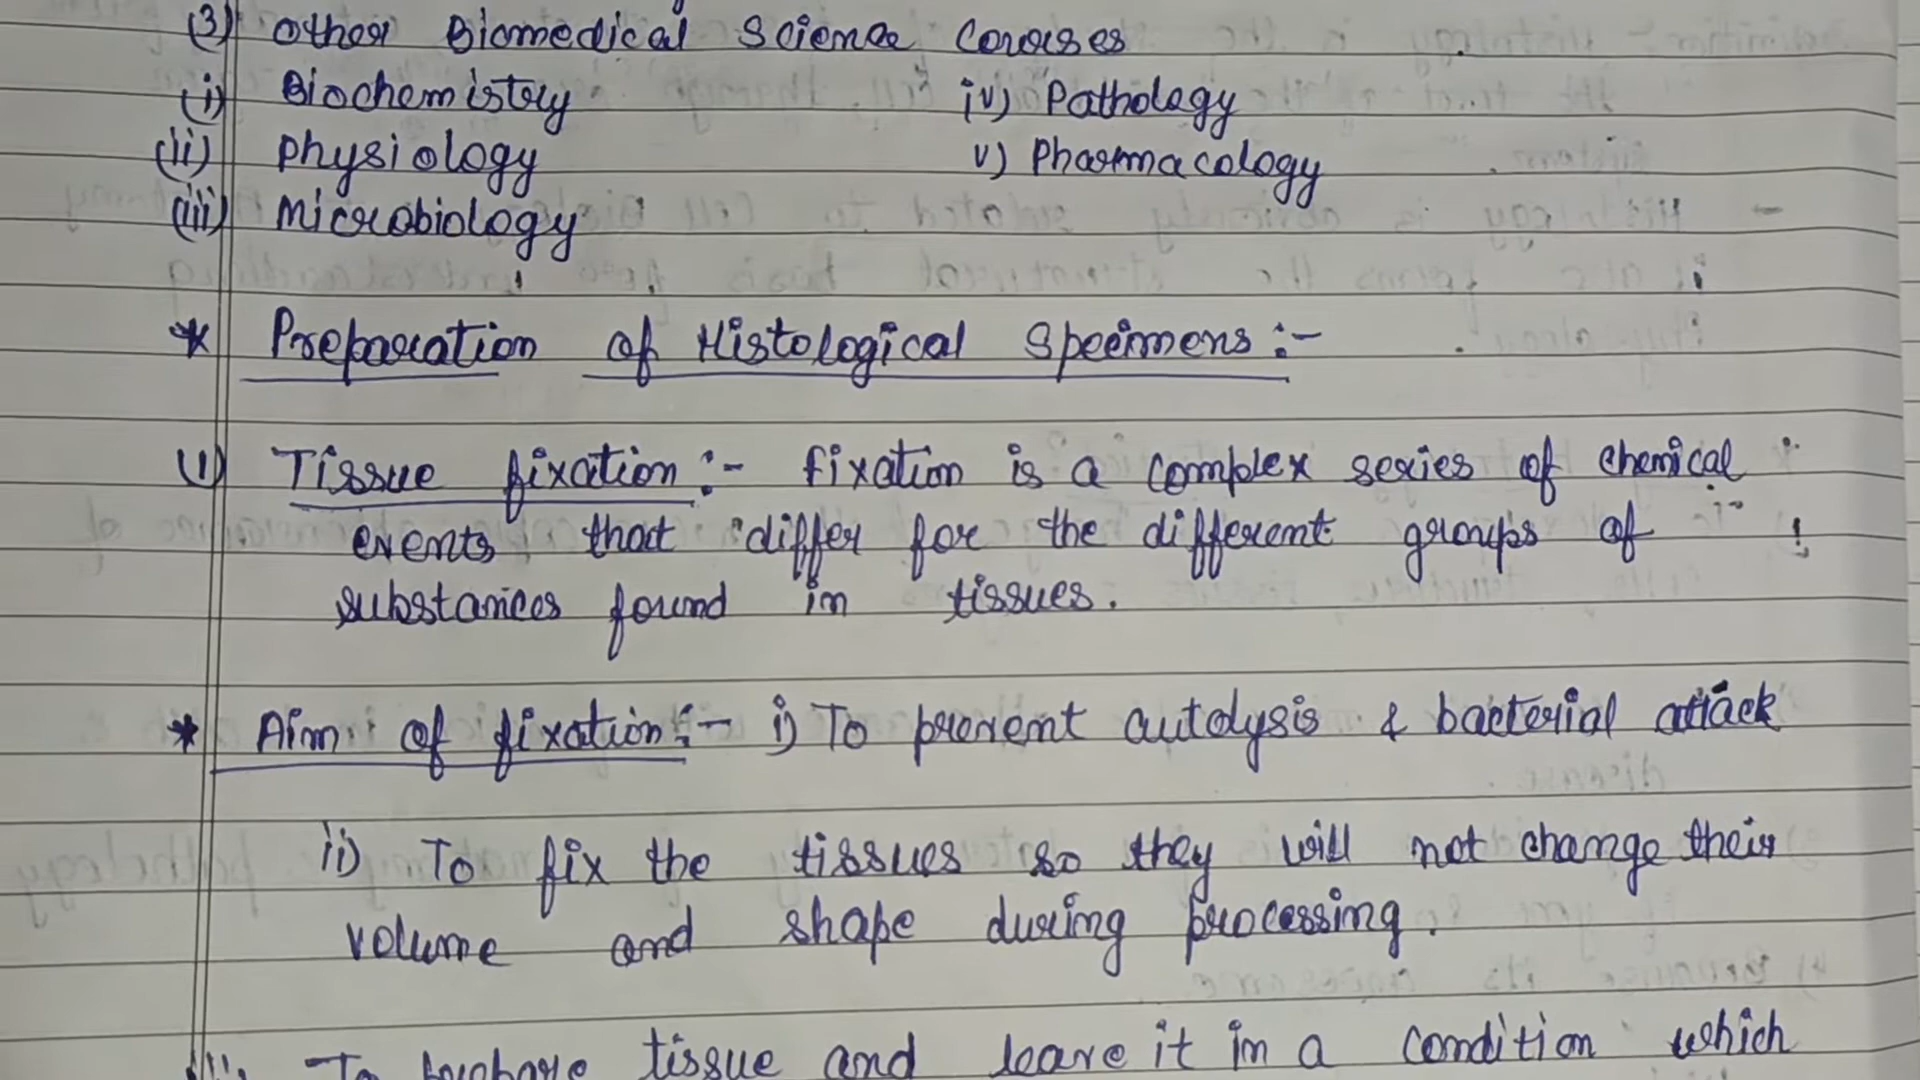 (3) Other Biomedical Science Courses
(i) Biochemistry iv) Pathology
(ii) Physiology v) Pharmacology
(iii) Microbiology
* Preparation of Histological Speeimens :-
(1) Tissue fixation :- Fixation is a complex series of chemical
events that differ for the different groups of
substances found in tissues.
* Aim of fixation :- i) To prevent autolysis & bacterial attack
ii) To fix the tissues so they will not change their
volume and shape during processing.
To prepare tissue and leave it in a condition which